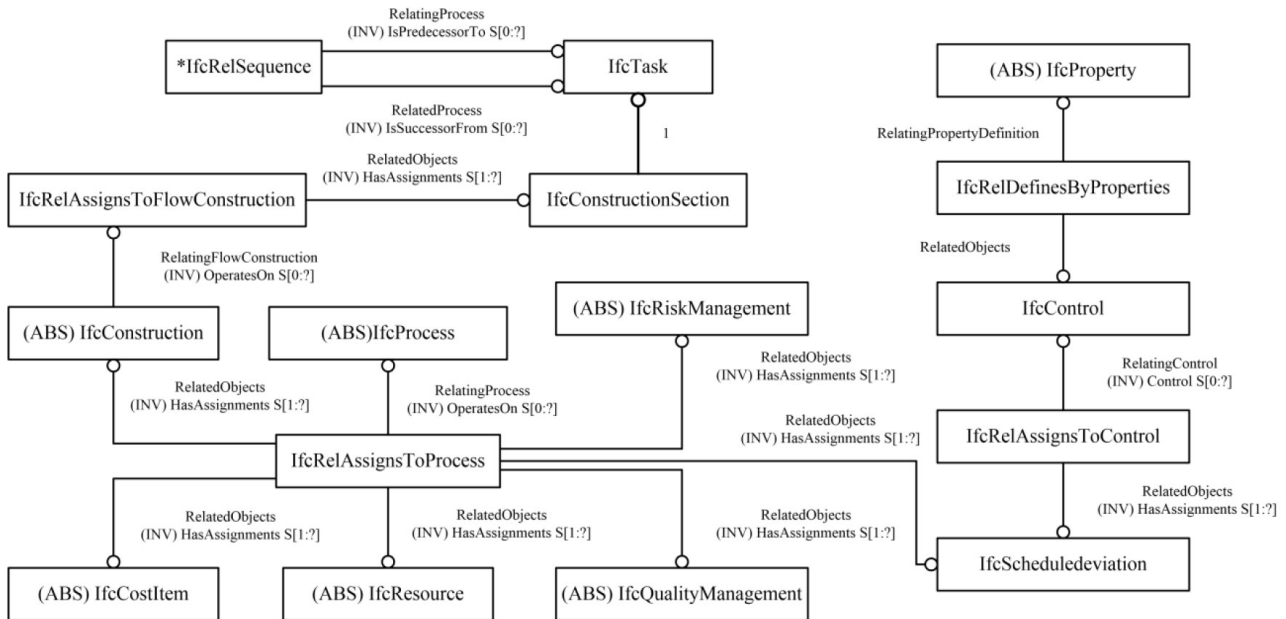 RelatingProcess
(INV) IsPredecessorTo S[0:?]
*IfcRelSequence
IfcTask
(ABS) IfcProperty
RelatedProcess
(INV) IsSuccessorFrom S[0:?]
1
RelatingPropertyDefinition
RelatedObjects
(INV) HasAssignments S[1:?]
IfcRelAssignsToFlowConstruction
IfcConstructionSection
IfcRelDefinesByProperties
RelatingFlowConstruction
(INV) OperatesOn S[0:?]
RelatedObjects
(ABS) IfcConstruction
(ABS)IfcProcess
(ABS) IfcRiskManagement
IfcControl
RelatedObjects
(INV) HasAssignments S[1:?]
RelatingProcess
(INV) OperatesOn S[0:?]
RelatedObjects
(INV) HasAssignments S[1:?]
RelatingControl
(INV) Control S[0:?]
RelatedObjects
(INV) HasAssignments S[1:?]
IfcRelAssignsToProcess
IfcRelAssignsToControl
RelatedObjects
(INV) HasAssignments S[1:?]
RelatedObjects
(INV) HasAssignments S[1:?]
RelatedObjects
(INV) HasAssignments S[1:?]
RelatedObjects
(INV) HasAssignments S[1:?]
(ABS) IfcCostItem
(ABS) IfcResource
(ABS) IfcQualityManagement
IfcScheduledeviation